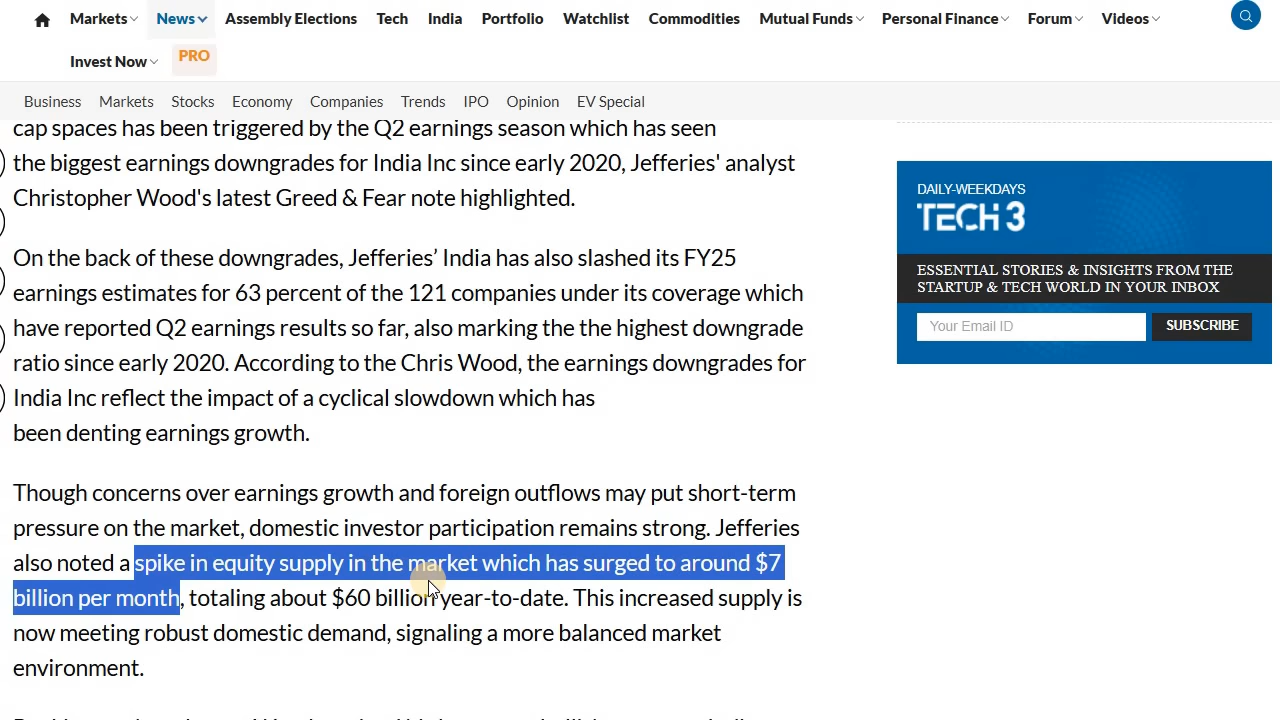 Markets News Assembly Elections Tech India Portfolio Watchlist Commodities Mutual Funds Personal Finance Forum Videos
Invest Now PRO
Business Markets Stocks Economy Companies Trends IPO Opinion EV Special
cap spaces has been triggered by the Q2 earnings season which has seen
the biggest earnings downgrades for India Inc since early 2020, Jefferies' analyst
Christopher Wood's latest Greed & Fear note highlighted.
On the back of these downgrades, Jefferies’ India has also slashed its FY25
earnings estimates for 63 percent of the 121 companies under its coverage which
have reported Q2 earnings results so far, also marking the the highest downgrade
ratio since early 2020. According to the Chris Wood, the earnings downgrades for
India Inc reflect the impact of a cyclical slowdown which has
been denting earnings growth.
Though concerns over earnings growth and foreign outflows may put short-term
pressure on the market, domestic investor participation remains strong. Jefferies
also noted a spike in equity supply in the market which has surged to around $7
billion per month, totaling about $60 billion year-to-date. This increased supply is
now meeting robust domestic demand, signaling a more balanced market
environment.
DAILY-WEEKDAYS
TECH 3
ESSENTIAL STORIES & INSIGHTS FROM THE
STARTUP & TECH WORLD IN YOUR INBOX
Your Email ID SUBSCRIBE